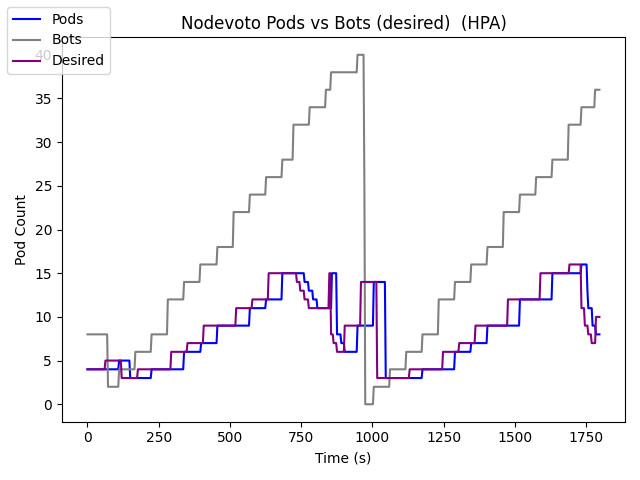 Nodevoto Pods vs Bots (desired)  (HPA)
Pods
Bots
Desired
40
35
30
25
20
15
10
5
0
Pod Count
0 250 500 750 1000 1250 1500 1750
Time (s)